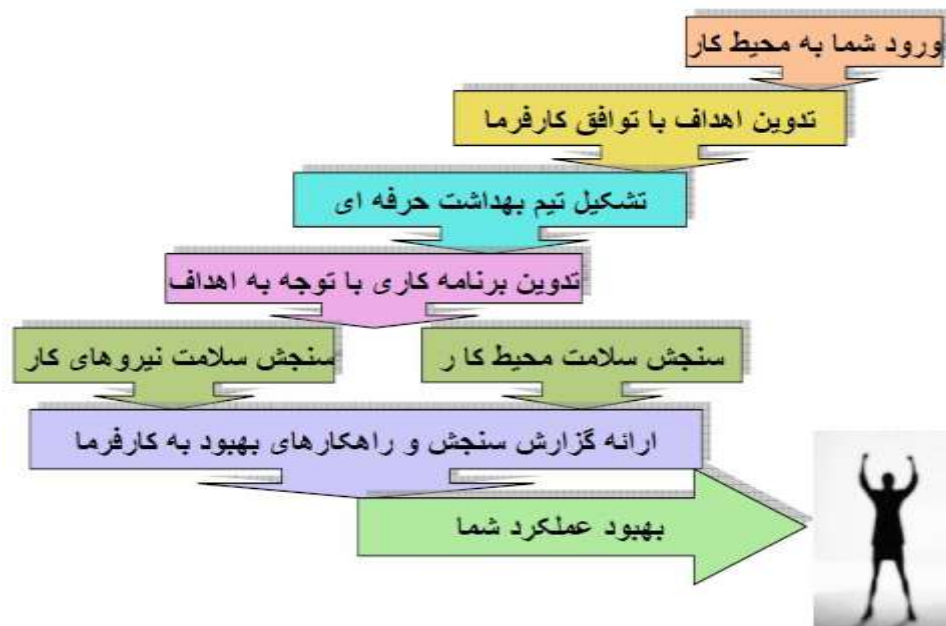 ورود شما به محیط کار
تدوین اهداف با توافق کارفرما
تشکیل تیم بهداشت حرفه ای
تدوین برنامه کاری با توجه به اهداف
سنجش سلامت محیط کا ر
سنجش سلامت نیروهای کار
ارائه گزارش سنجش و راهکارهای بهبود به کارفرما
بهبود عملکرد شما